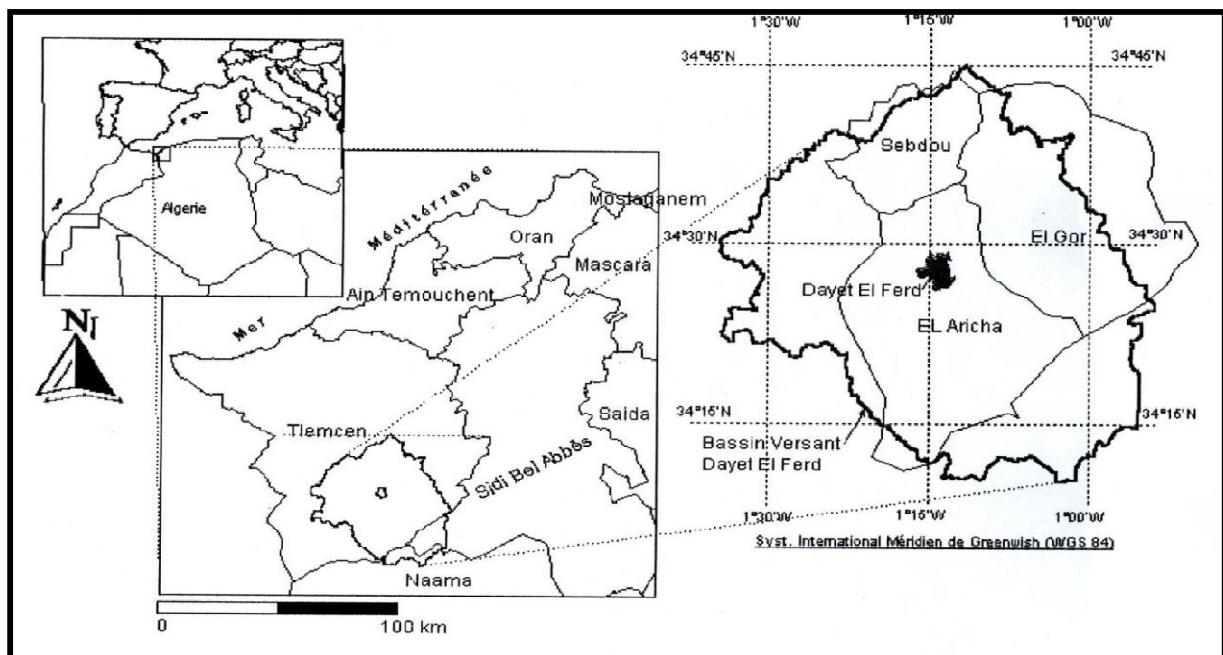 Algerie
N
Mer Méditérranée
Mostaganem
Oran
Mascara
Ain Temouchent
Saida
Tlemcen
Sidi Bel Abbès
Naama
0 100 km
1°30'W 1°15'W 1°00'W
34°45'N 34°45'N
Sebdou
34°30'N El Gor 34°30'N
Dayet El Ferd
EL Aricha
34°15'N 34°15'N
Bassin Versant
Dayet El Ferd
1°30'W 1°15'W 1°00'W
Syst. International Méridien de Greenwish (WGS 84)